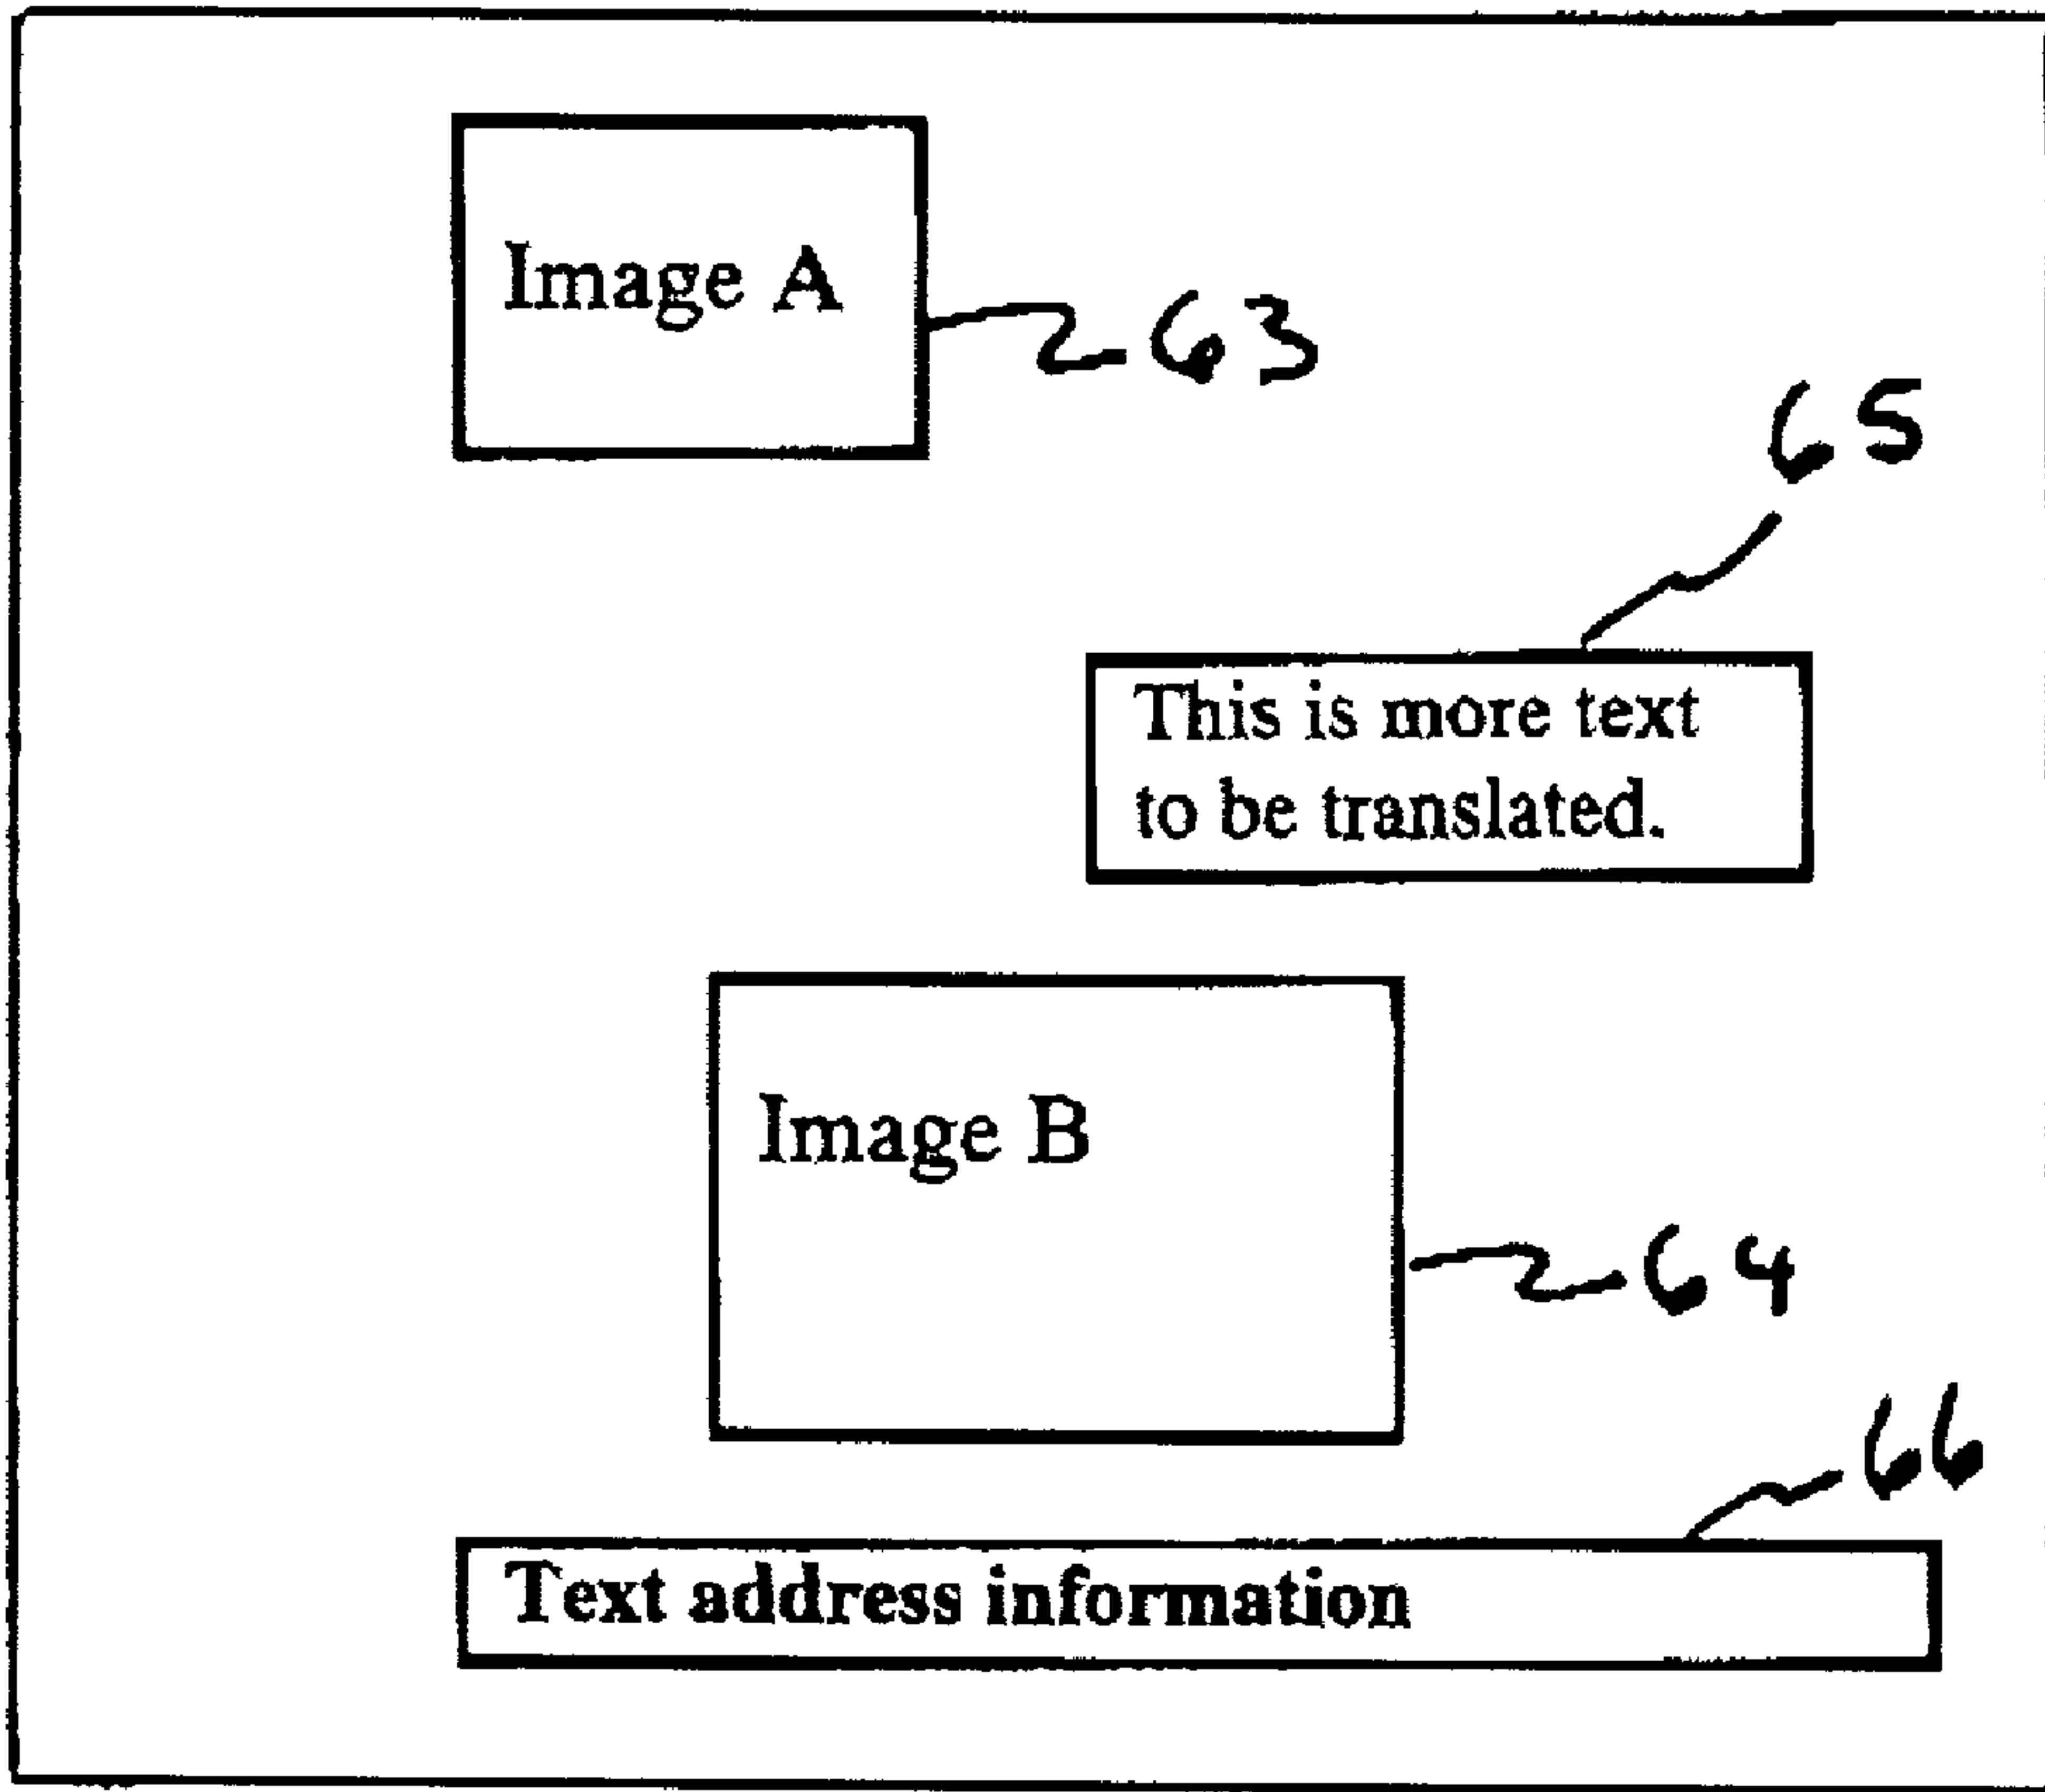 Image A
63
65
This is more text
to be translated.
Image B
64
66
Text address information